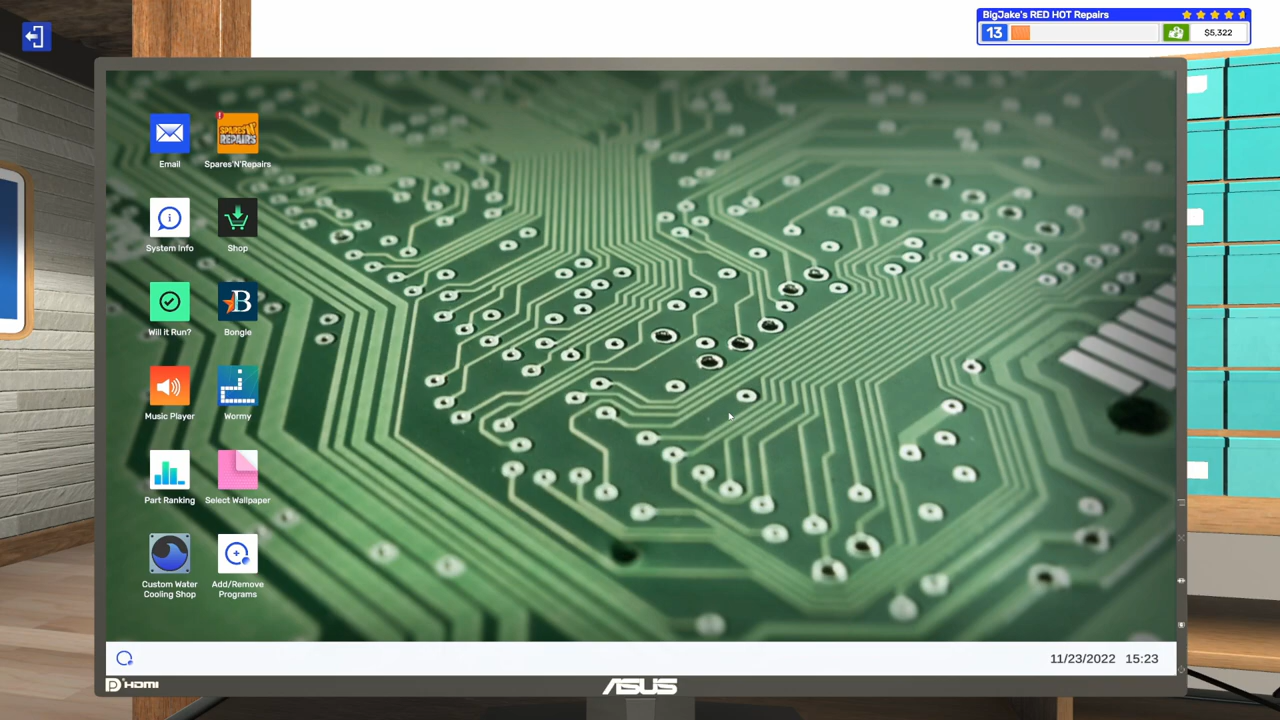 BigJake's RED HOT Repairs
13
$5,322
Email
SPARES'N'REPAIRS
Spares'N'Repairs
System Info
Shop
Will it Run?
B
Bongle
Music Player
Wormy
Part Ranking
Select Wallpaper
Custom Water
Cooling Shop
Add/Remove
Programs
11/23/2022 15:23
HDMI
ASUS